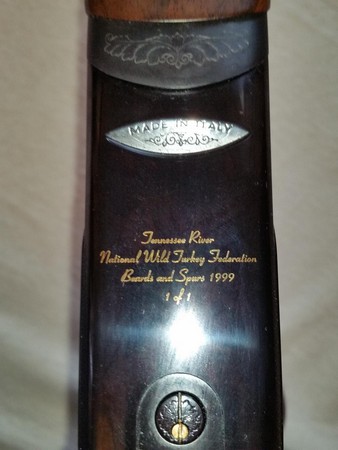 MADE IN ITALY
Tennessee River
National Wild Turkey Federation
Beards and Spurs 1999
1 of 1